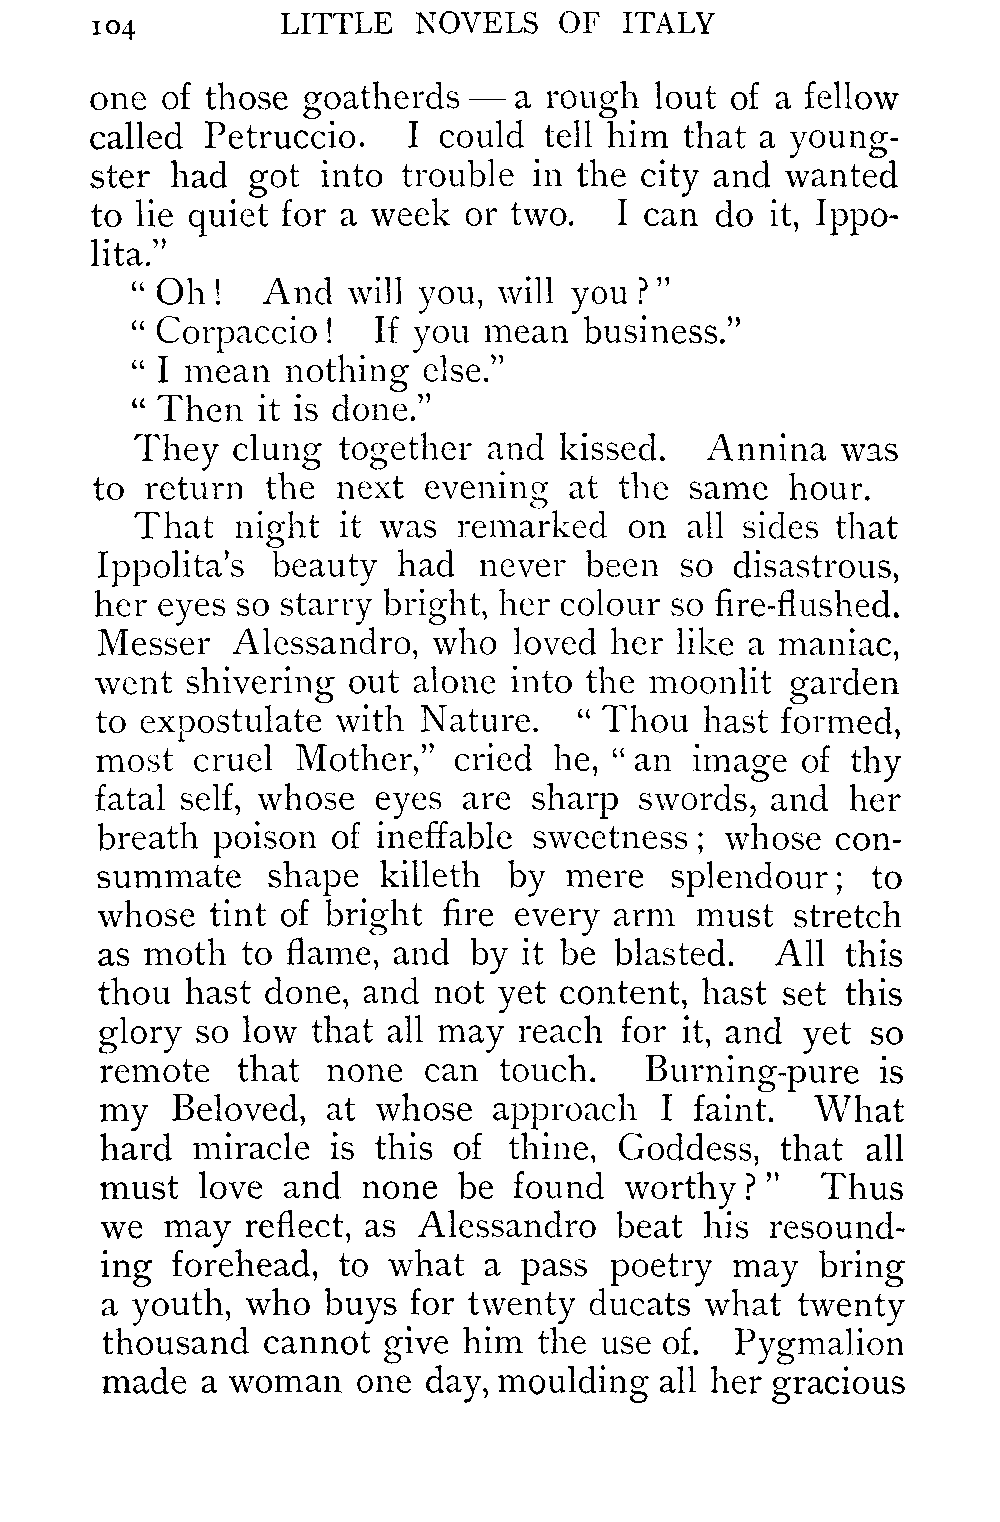 104 LITTLE NOVELS OF ITALY
one of those goatherds — a rough lout of a fellow
called Petruccio. I could tell him that a young-
ster had got into trouble in the city and wanted
to lie quiet for a week or two. I can do it, Ippo-
lita.”
“ Oh ! And will you, will you ? ”
“ Corpaccio ! If you mean business.”
“ I mean nothing else.”
“ Then it is done.”
They clung together and kissed. Annina was
to return the next evening at the same hour.
That night it was remarked on all sides that
Ippolita’s beauty had never been so disastrous,
her eyes so starry bright, her colour so fire-flushed.
Messer Alessandro, who loved her like a maniac,
went shivering out alone into the moonlit garden
to expostulate with Nature. “ Thou hast formed,
most cruel Mother,” cried he, “ an image of thy
fatal self, whose eyes are sharp swords, and her
breath poison of ineffable sweetness ; whose con-
summate shape killeth by mere splendour ; to
whose tint of bright fire every arm must stretch
as moth to flame, and by it be blasted. All this
thou hast done, and not yet content, hast set this
glory so low that all may reach for it, and yet so
remote that none can touch. Burning-pure is
my Beloved, at whose approach I faint. What
hard miracle is this of thine, Goddess, that all
must love and none be found worthy ? ” Thus
we may reflect, as Alessandro beat his resound-
ing forehead, to what a pass poetry may bring
a youth, who buys for twenty ducats what twenty
thousand cannot give him the use of. Pygmalion
made a woman one day, moulding all her gracious